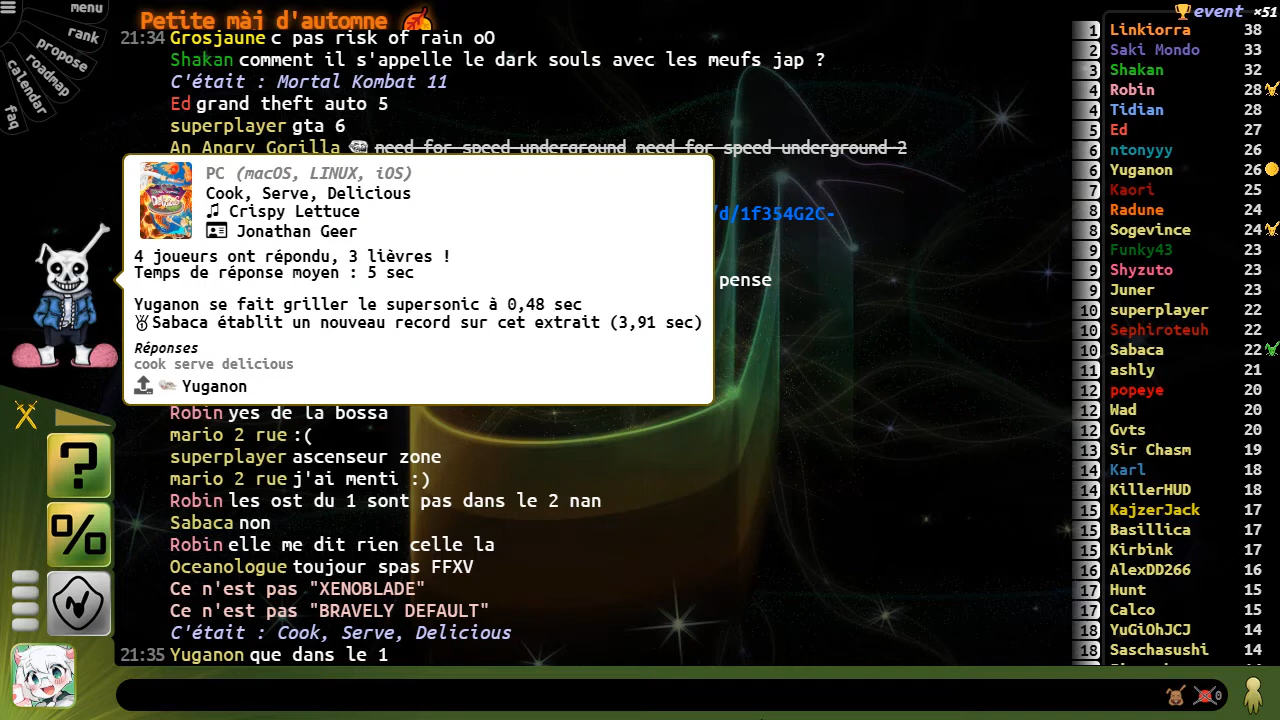 menu
rank
propose
roadmap
calendar
faq
Petite màj d'automne
event ×51
21:34 Grosjaune c pas risk of rain oO
Shakan comment il s'appelle le dark souls avec les meufs jap ?
C'était : Mortal Kombat 11
Ed grand theft auto 5
superplayer gta 6
An Angry Gorilla need for speed underground need for speed underground 2
/d/1f354G2C-
pense
PC (macOS, LINUX, iOS)
Cook, Serve, Delicious
Crispy Lettuce
Jonathan Geer
4 joueurs ont répondu, 3 lièvres !
Temps de réponse moyen : 5 sec
Yuganon se fait griller le supersonic à 0,48 sec
Sabaca établit un nouveau record sur cet extrait (3,91 sec)
Réponses
cook serve delicious
Yuganon
Robin yes de la bossa
mario 2 rue :(
superplayer ascenseur zone
mario 2 rue j'ai menti :)
Robin les ost du 1 sont pas dans le 2 nan
Sabaca non
Robin elle me dit rien celle la
Oceanologue toujour spas FFXV
Ce n'est pas "XENOBLADE"
Ce n'est pas "BRAVELY DEFAULT"
C'était : Cook, Serve, Delicious
21:35 Yuganon que dans le 1
?
%
0
1 Linkiorra 38
2 Saki Mondo 33
3 Shakan 32
4 Robin 28
4 Tidian 28
5 Ed 27
6 ntonyyy 26
6 Yuganon 26
7 Kaori 25
8 Radune 24
8 Sogevince 24
9 Funky43 23
9 Shyzuto 23
9 Juner 23
10 superplayer 22
10 Sephiroteuh 22
10 Sabaca 22
11 ashly 21
12 popeye 20
12 Wad 20
12 Gvts 20
13 Sir Chasm 19
14 Karl 18
14 KillerHUD 18
15 KajzerJack 17
15 Basillica 17
15 Kirbink 17
16 AlexDD266 16
17 Hunt 15
17 Calco 15
18 YuGiOhJCJ 14
18 Saschasushi 14